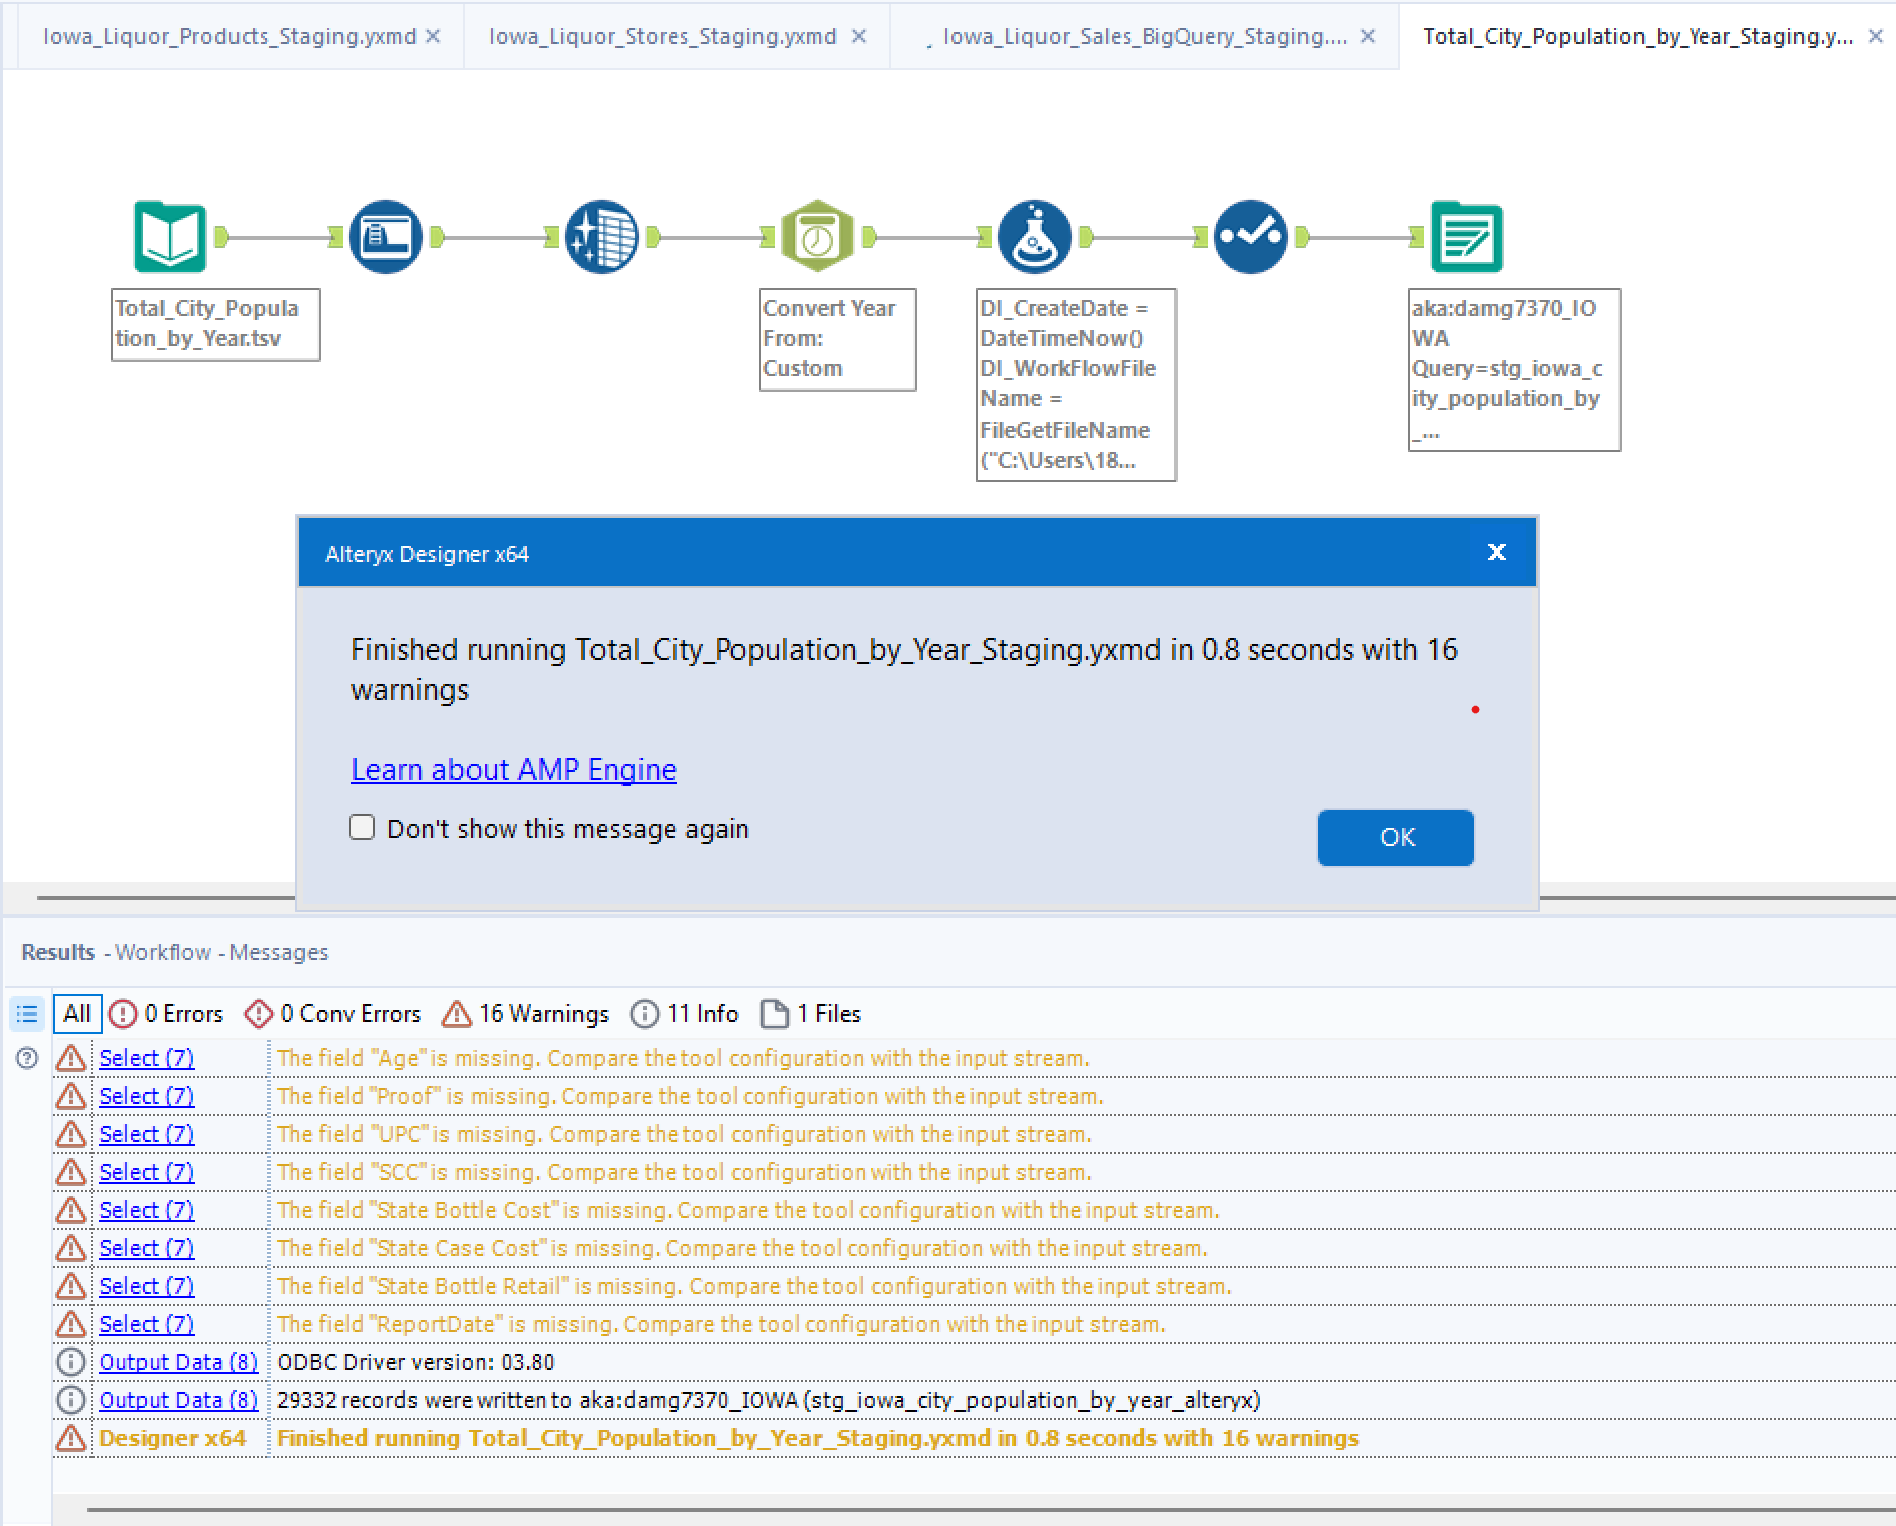 Iowa_Liquor_Products_Staging.yxmd
Iowa_Liquor_Stores_Staging.yxmd
Iowa_Liquor_Sales_BigQuery_Staging....
Total_City_Population_by_Year_Staging.y...
Total_City_Popula
tion_by_Year.tsv
Convert Year
From:
Custom
DI_CreateDate =
DateTimeNow()
DI_WorkFlowFile
Name =
FileGetFileName
("C:\Users\18...
aka:damg7370_IO
WA
Query=stg_iowa_c
ity_population_by
_...
Alteryx Designer x64
Finished running Total_City_Population_by_Year_Staging.yxmd in 0.8 seconds with 16
warnings
Learn about AMP Engine
Don't show this message again
OK
Results - Workflow - Messages
All 0 Errors 0 Conv Errors 16 Warnings 11 Info 1 Files
Select (7) The field "Age" is missing. Compare the tool configuration with the input stream.
Select (7) The field "Proof" is missing. Compare the tool configuration with the input stream.
Select (7) The field "UPC" is missing. Compare the tool configuration with the input stream.
Select (7) The field "SCC" is missing. Compare the tool configuration with the input stream.
Select (7) The field "State Bottle Cost" is missing. Compare the tool configuration with the input stream.
Select (7) The field "State Case Cost" is missing. Compare the tool configuration with the input stream.
Select (7) The field "State Bottle Retail" is missing. Compare the tool configuration with the input stream.
Select (7) The field "ReportDate" is missing. Compare the tool configuration with the input stream.
Output Data (8) ODBC Driver version: 03.80
Output Data (8) 29332 records were written to aka:damg7370_IOWA (stg_iowa_city_population_by_year_alteryx)
Designer x64 Finished running Total_City_Population_by_Year_Staging.yxmd in 0.8 seconds with 16 warnings